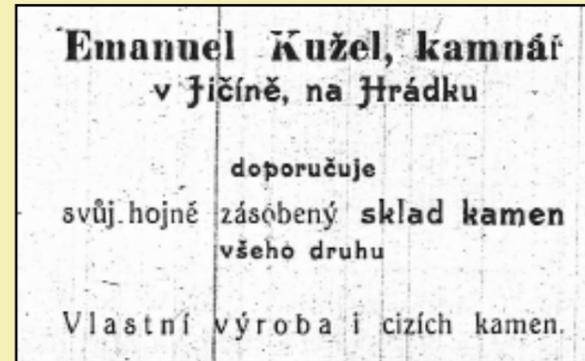 Emanuel Kužel, kamnář
v Jičíně, na Hrádku
doporučuje
svůj hojně zásobený sklad kamen
všeho druhu
Vlastní výroba i cizích kamen.